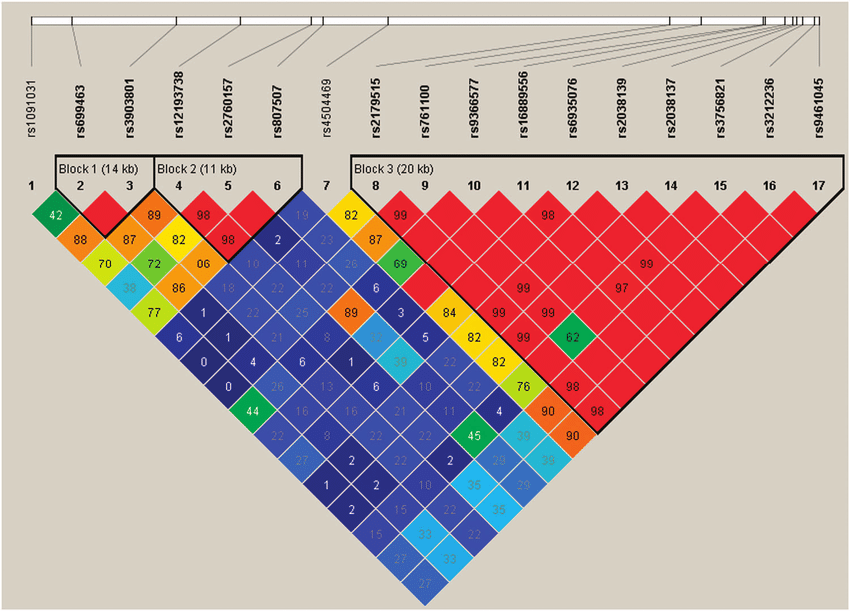 rs1091031
rs699463
rs3903801
rs12193738
rs2760157
rs807507
rs4504469
rs2179515
rs761100
rs9366577
rs16889556
rs6935076
rs2038139
rs2038137
rs3756821
rs3212236
rs9461045
Block 1 (14 kb) Block 2 (11 kb) Block 3 (20 kb)
1 2 3 4 5 6 7 8 9 10 11 12 13 14 15 16 17
42 89 98 19 82 99 98
88 87 82 98 2 23 87
70 72 06 10 11 26 69 99
38 86 18 22 22 6 99 97
77 1 22 25 89 3 84 99 99
6 1 21 8 5 82 99 62
0 4 6 1 39 22 82
0 26 13 6 10 22 76 98
44 16 16 21 11 4 90 98
22 8 22 22 45 39 90
27 2 22 2 39
1 2 10 35 29
2 15 22 35
15 33 22
27 33
27